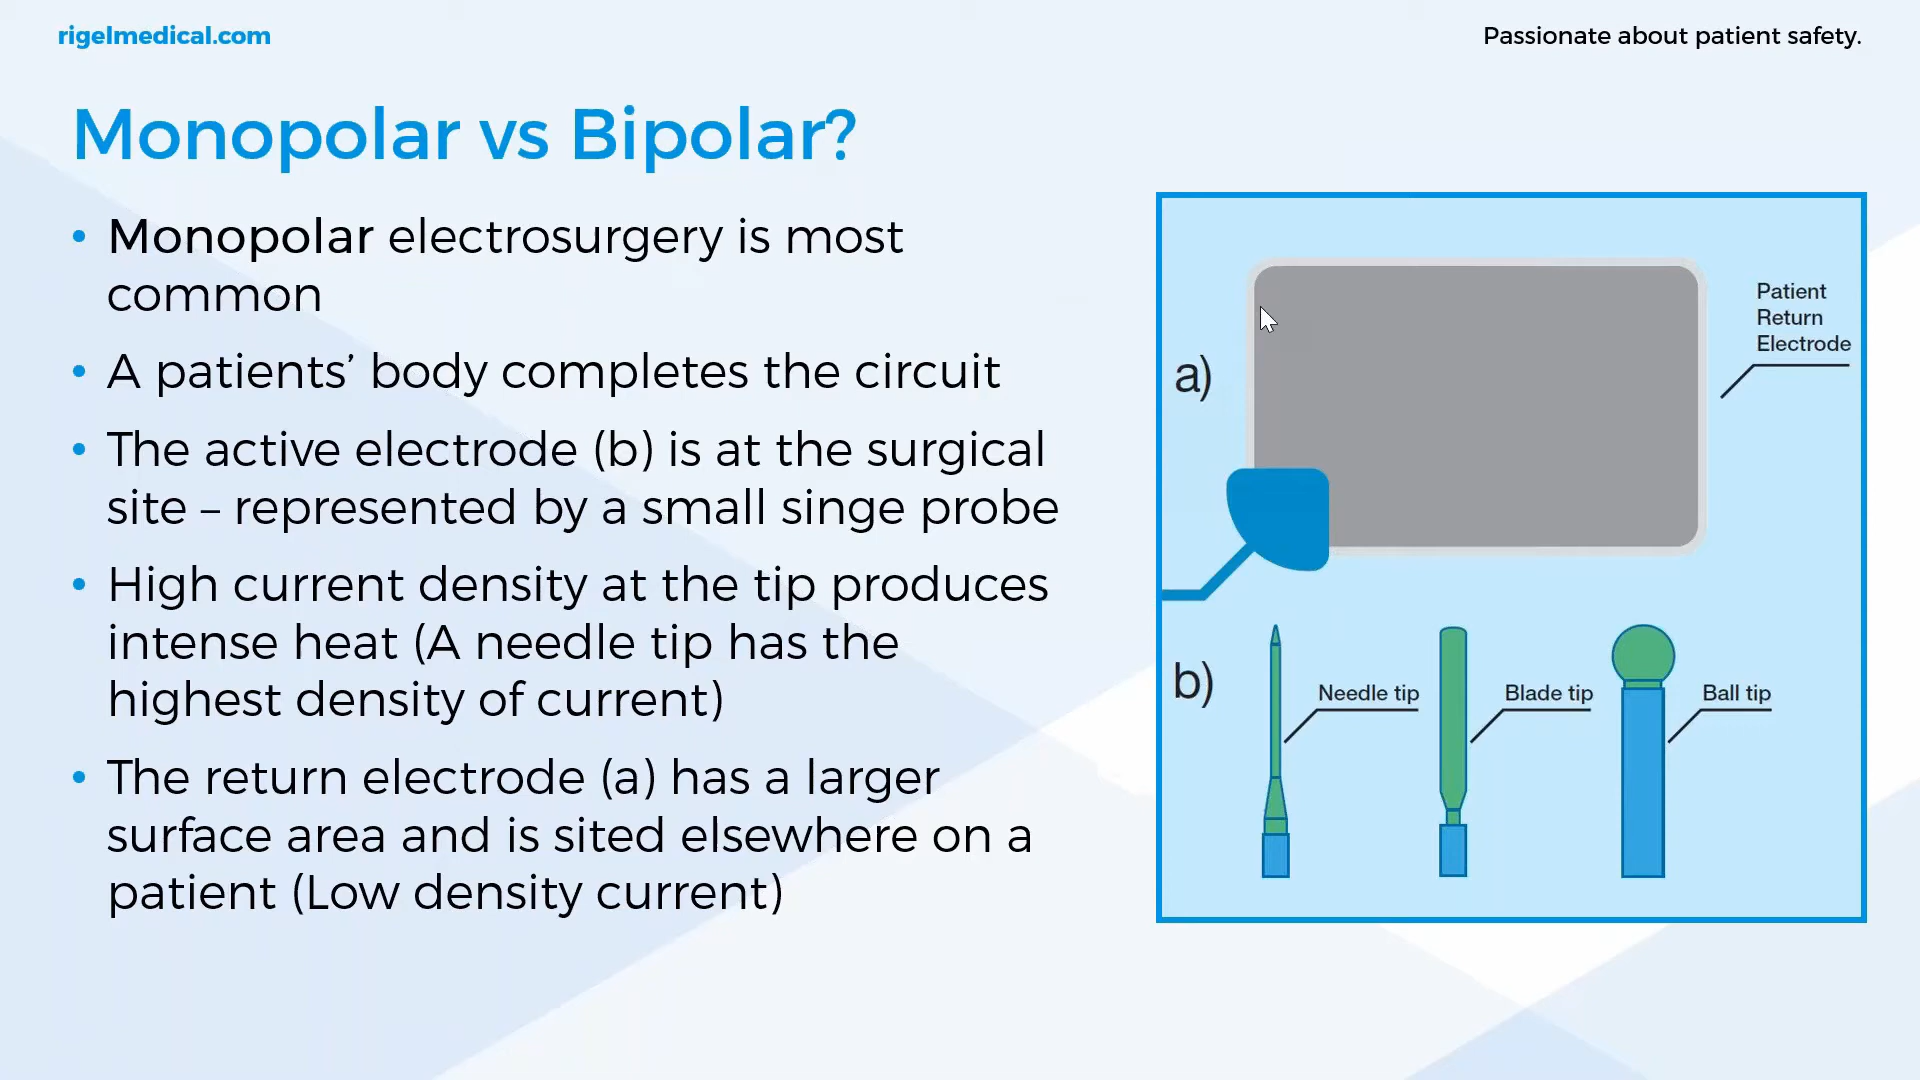 rigelmedical.com
Passionate about patient safety.
Monopolar vs Bipolar?
• Monopolar electrosurgery is most
common
• A patients’ body completes the circuit
• The active electrode (b) is at the surgical
site – represented by a small singe probe
• High current density at the tip produces
intense heat (A needle tip has the
highest density of current)
• The return electrode (a) has a larger
surface area and is sited elsewhere on a
patient (Low density current)
a)
Patient
Return
Electrode
b)
Needle tip
Blade tip
Ball tip